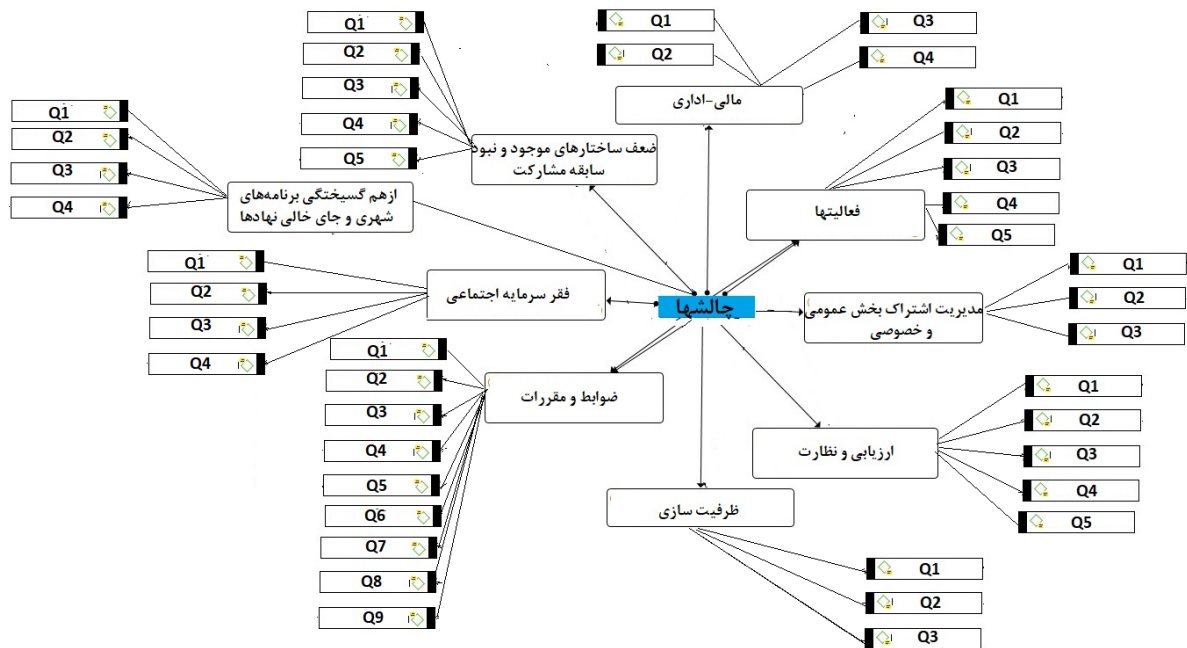 چالشها
مالی-اداری
Q1
Q2
Q3
Q4
فعالیتها
Q1
Q2
Q3
Q4
Q5
مدیریت اشتراک بخش عمومی
و خصوصی
Q1
Q2
Q3
ارزیابی و نظارت
Q1
Q2
Q3
Q4
Q5
ظرفیت سازی
Q1
Q2
Q3
ضوابط و مقررات
Q1
Q2
Q3
Q4
Q5
Q6
Q7
Q8
Q9
فقر سرمایه اجتماعی
Q1
Q2
Q3
Q4
ازهم گسیختگی برنامه‌های
شهری و جای خالی نهادها
Q1
Q2
Q3
Q4
ضعف ساختارهای موجود و نبود
سابقه مشارکت
Q1
Q2
Q3
Q4
Q5